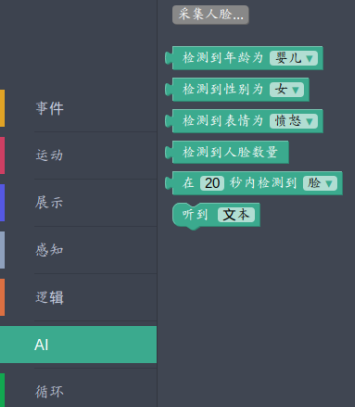 采集人脸...
检测到年龄为 婴儿
检测到性别为 女
检测到表情为 愤怒
检测到人脸数量
在 20 秒内检测到 脸
听到 文本
事件
运动
展示
感知
逻辑
AI
循环